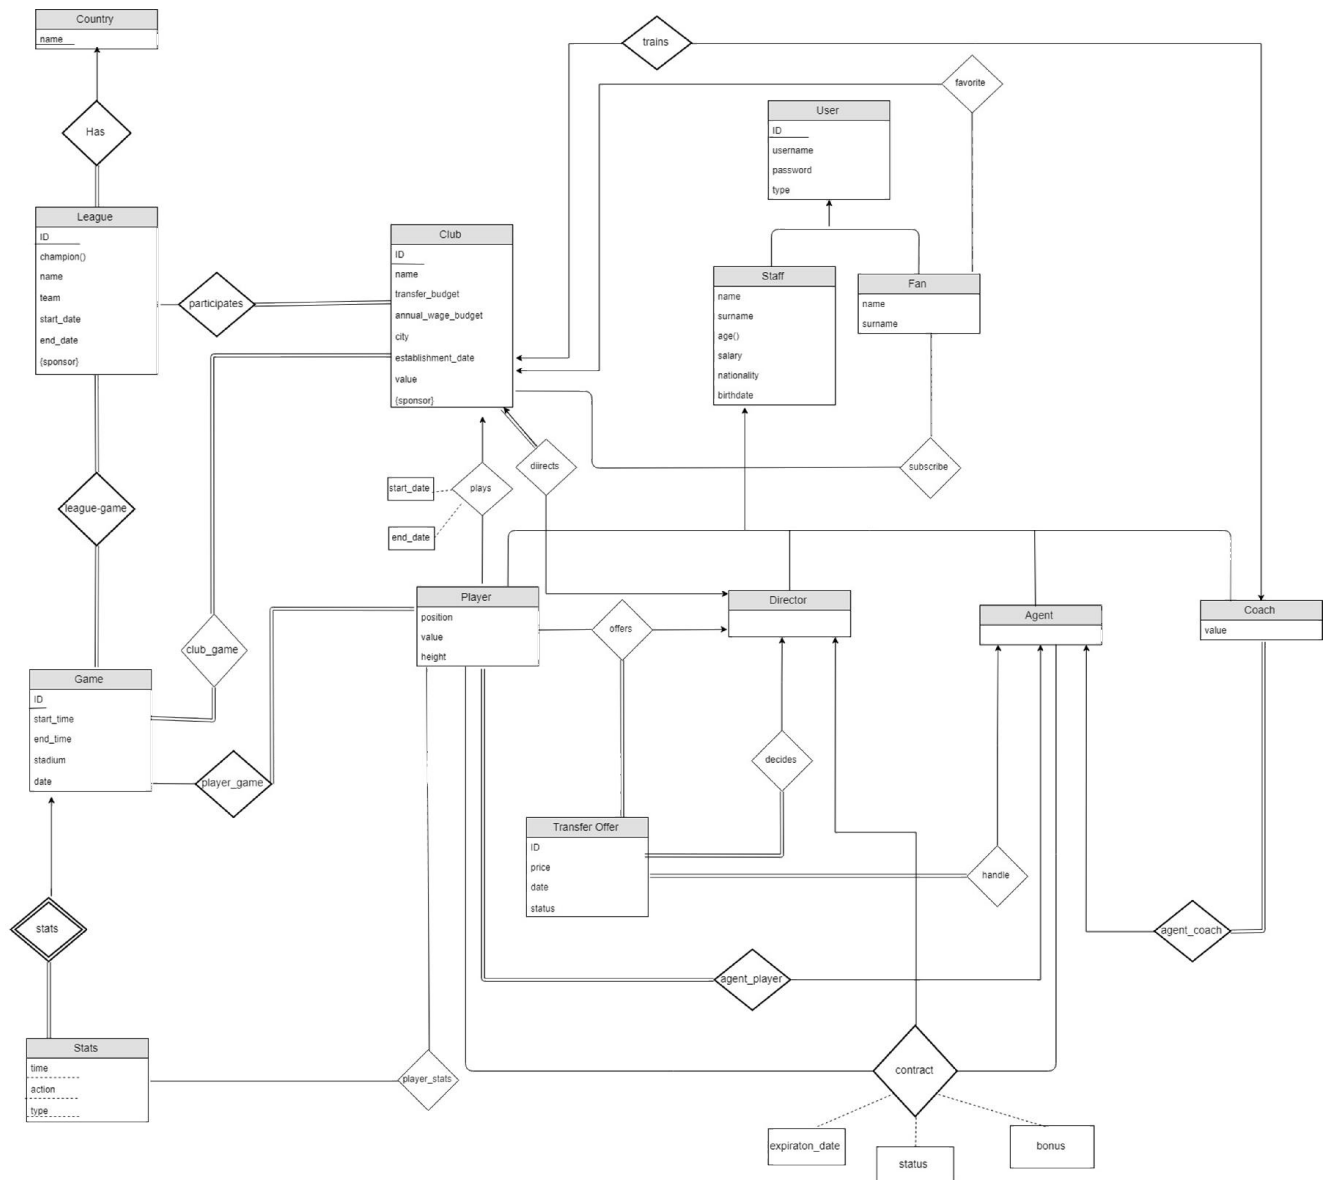 Country
name
trains
favorite
Has
User
ID
username
password
type
League
ID
champion()
name
team
start_date
end_date
{sponsor}
participates
Club
ID
name
transfer_budget
annual_wage_budget
city
establishment_date
value
{sponsor}
Staff
name
surname
age()
salary
nationality
birthdate
Fan
name
surname
diirects
subscribe
start_date
plays
end_date
league-game
Player
position
value
height
offers
Director
Agent
Coach
value
club_game
Game
ID
start_time
end_time
stadium
date
player_game
decides
Transfer Offer
ID
price
date
status
handle
stats
agent_coach
agent_player
Stats
time
action
type
player_stats
contract
expiraton_date
status
bonus